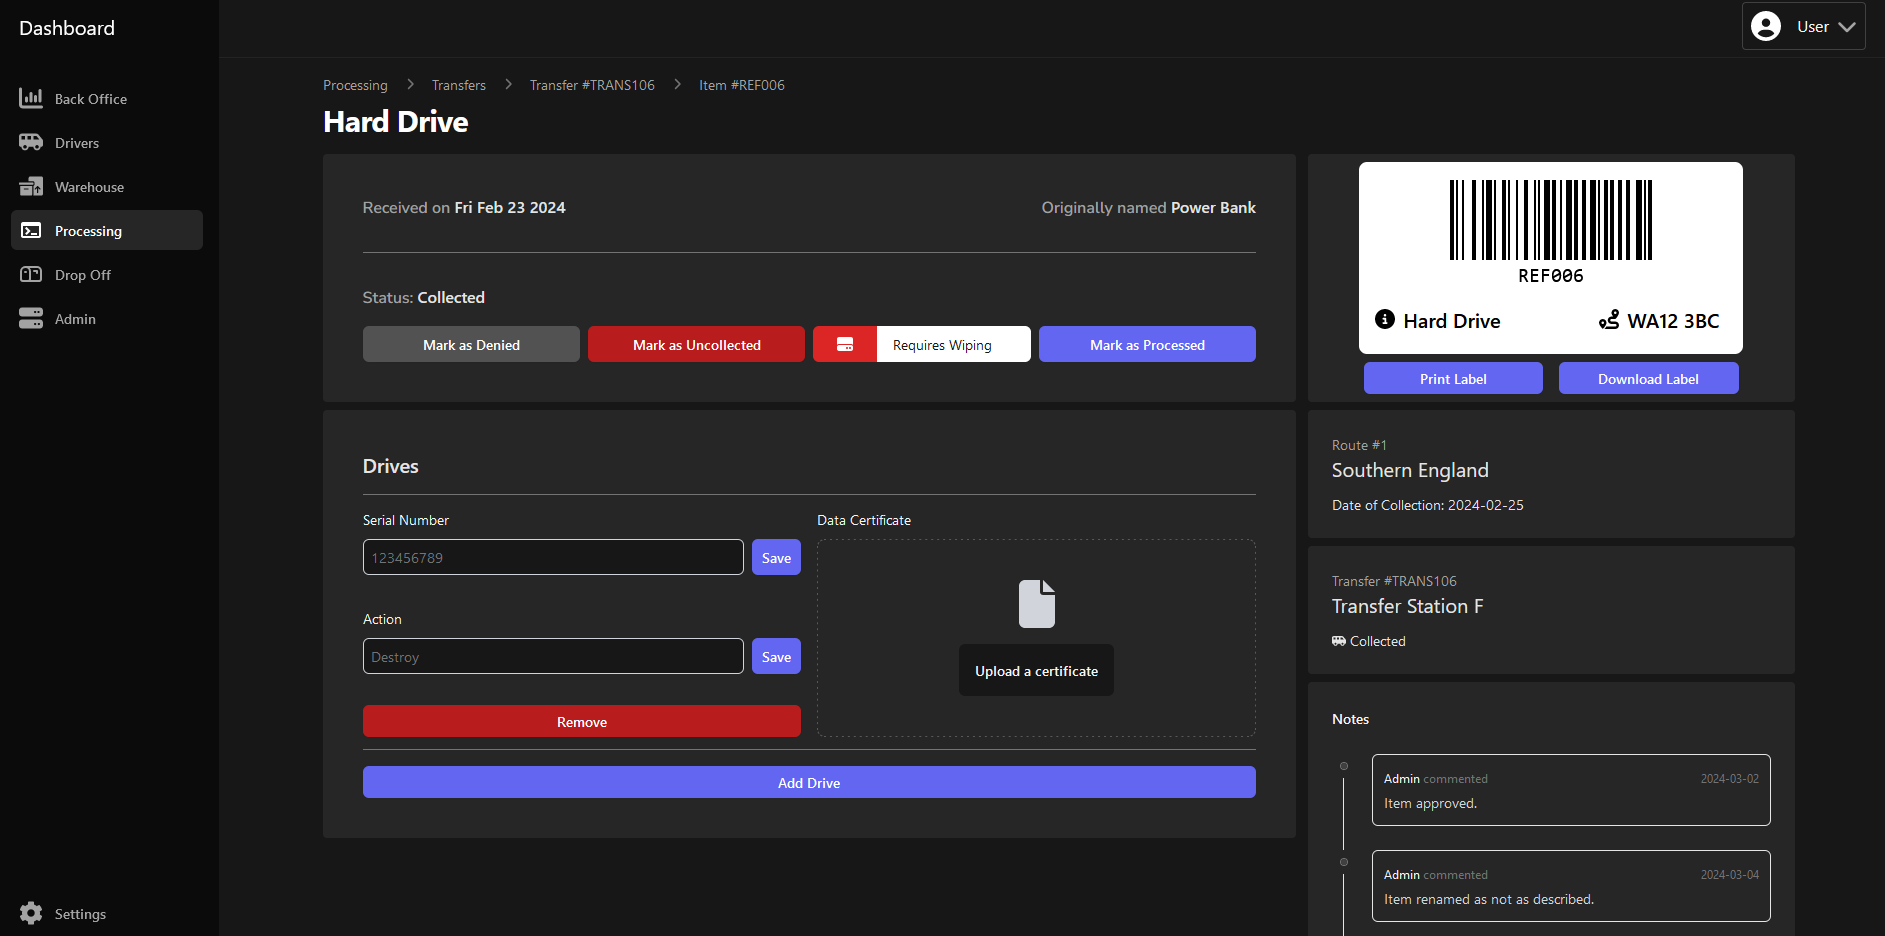 Dashboard
User
Back Office
Drivers
Warehouse
Processing
Drop Off
Admin
Settings
Processing > Transfers > Transfer #TRANS106 > Item #REF006
Hard Drive
Received on Fri Feb 23 2024
Originally named Power Bank
Status: Collected
Mark as Denied
Mark as Uncollected
Requires Wiping
Mark as Processed
Drives
Serial Number
123456789
Save
Action
Destroy
Save
Remove
Data Certificate
Upload a certificate
Add Drive
REF006
Hard Drive
WA12 3BC
Print Label
Download Label
Route #1
Southern England
Date of Collection: 2024-02-25
Transfer #TRANS106
Transfer Station F
Collected
Notes
Admin commented 2024-03-02
Item approved.
Admin commented 2024-03-04
Item renamed as not as described.